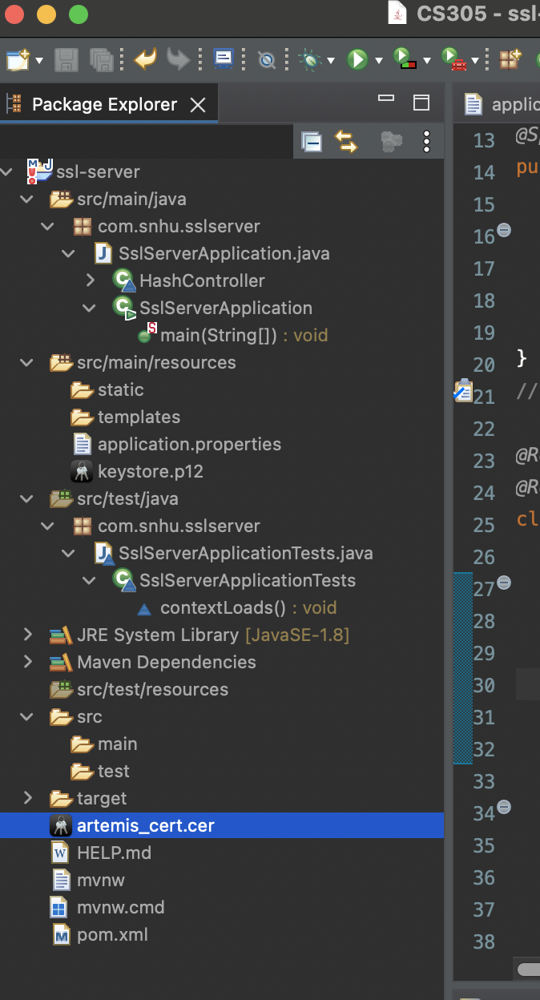 CS305 - ssl-
Package Explorer
applic
ssl-server
src/main/java
com.snhu.sslserver
SslServerApplication.java
HashController
SslServerApplication
main(String[]) : void
src/main/resources
static
templates
application.properties
keystore.p12
src/test/java
com.snhu.sslserver
SslServerApplicationTests.java
SslServerApplicationTests
contextLoads() : void
JRE System Library [JavaSE-1.8]
Maven Dependencies
src/test/resources
src
main
test
target
artemis_cert.cer
HELP.md
mvnw
mvnw.cmd
pom.xml
13 @S
14 pu
15
16
17
18
19
20 }
21 //
22
23 @R
24 @R
25 cl
26
27
28
29
30
31
32
33
34
35
36
37
38